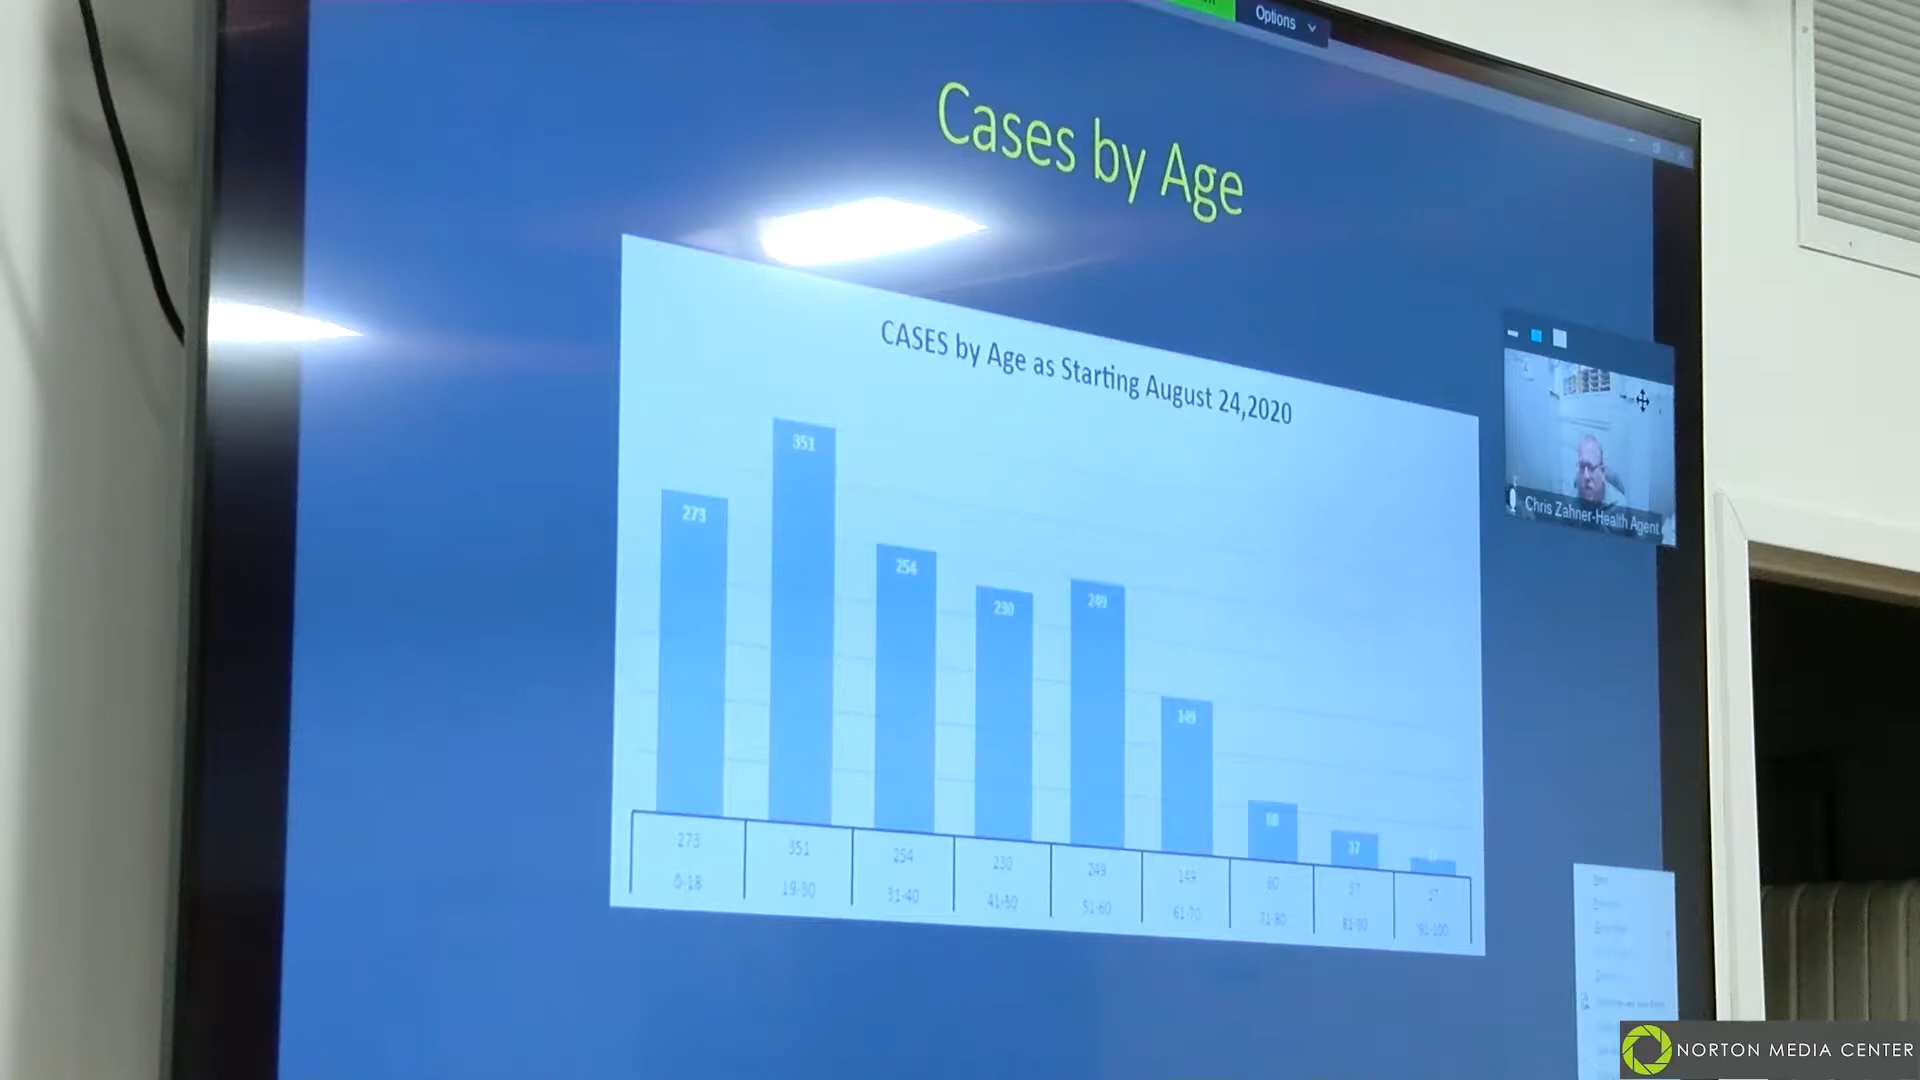 Options
Cases by Age
CASES by Age as Starting August 24,2020
273
351
254
230
249
149
60
37
273 351 254 230 249 149 60 37 17
0-18 19-30 31-40 41-50 51-60 61-70 71-80 81-90 91-100
Chris Zahner-Health Agent
NORTON MEDIA CENTER